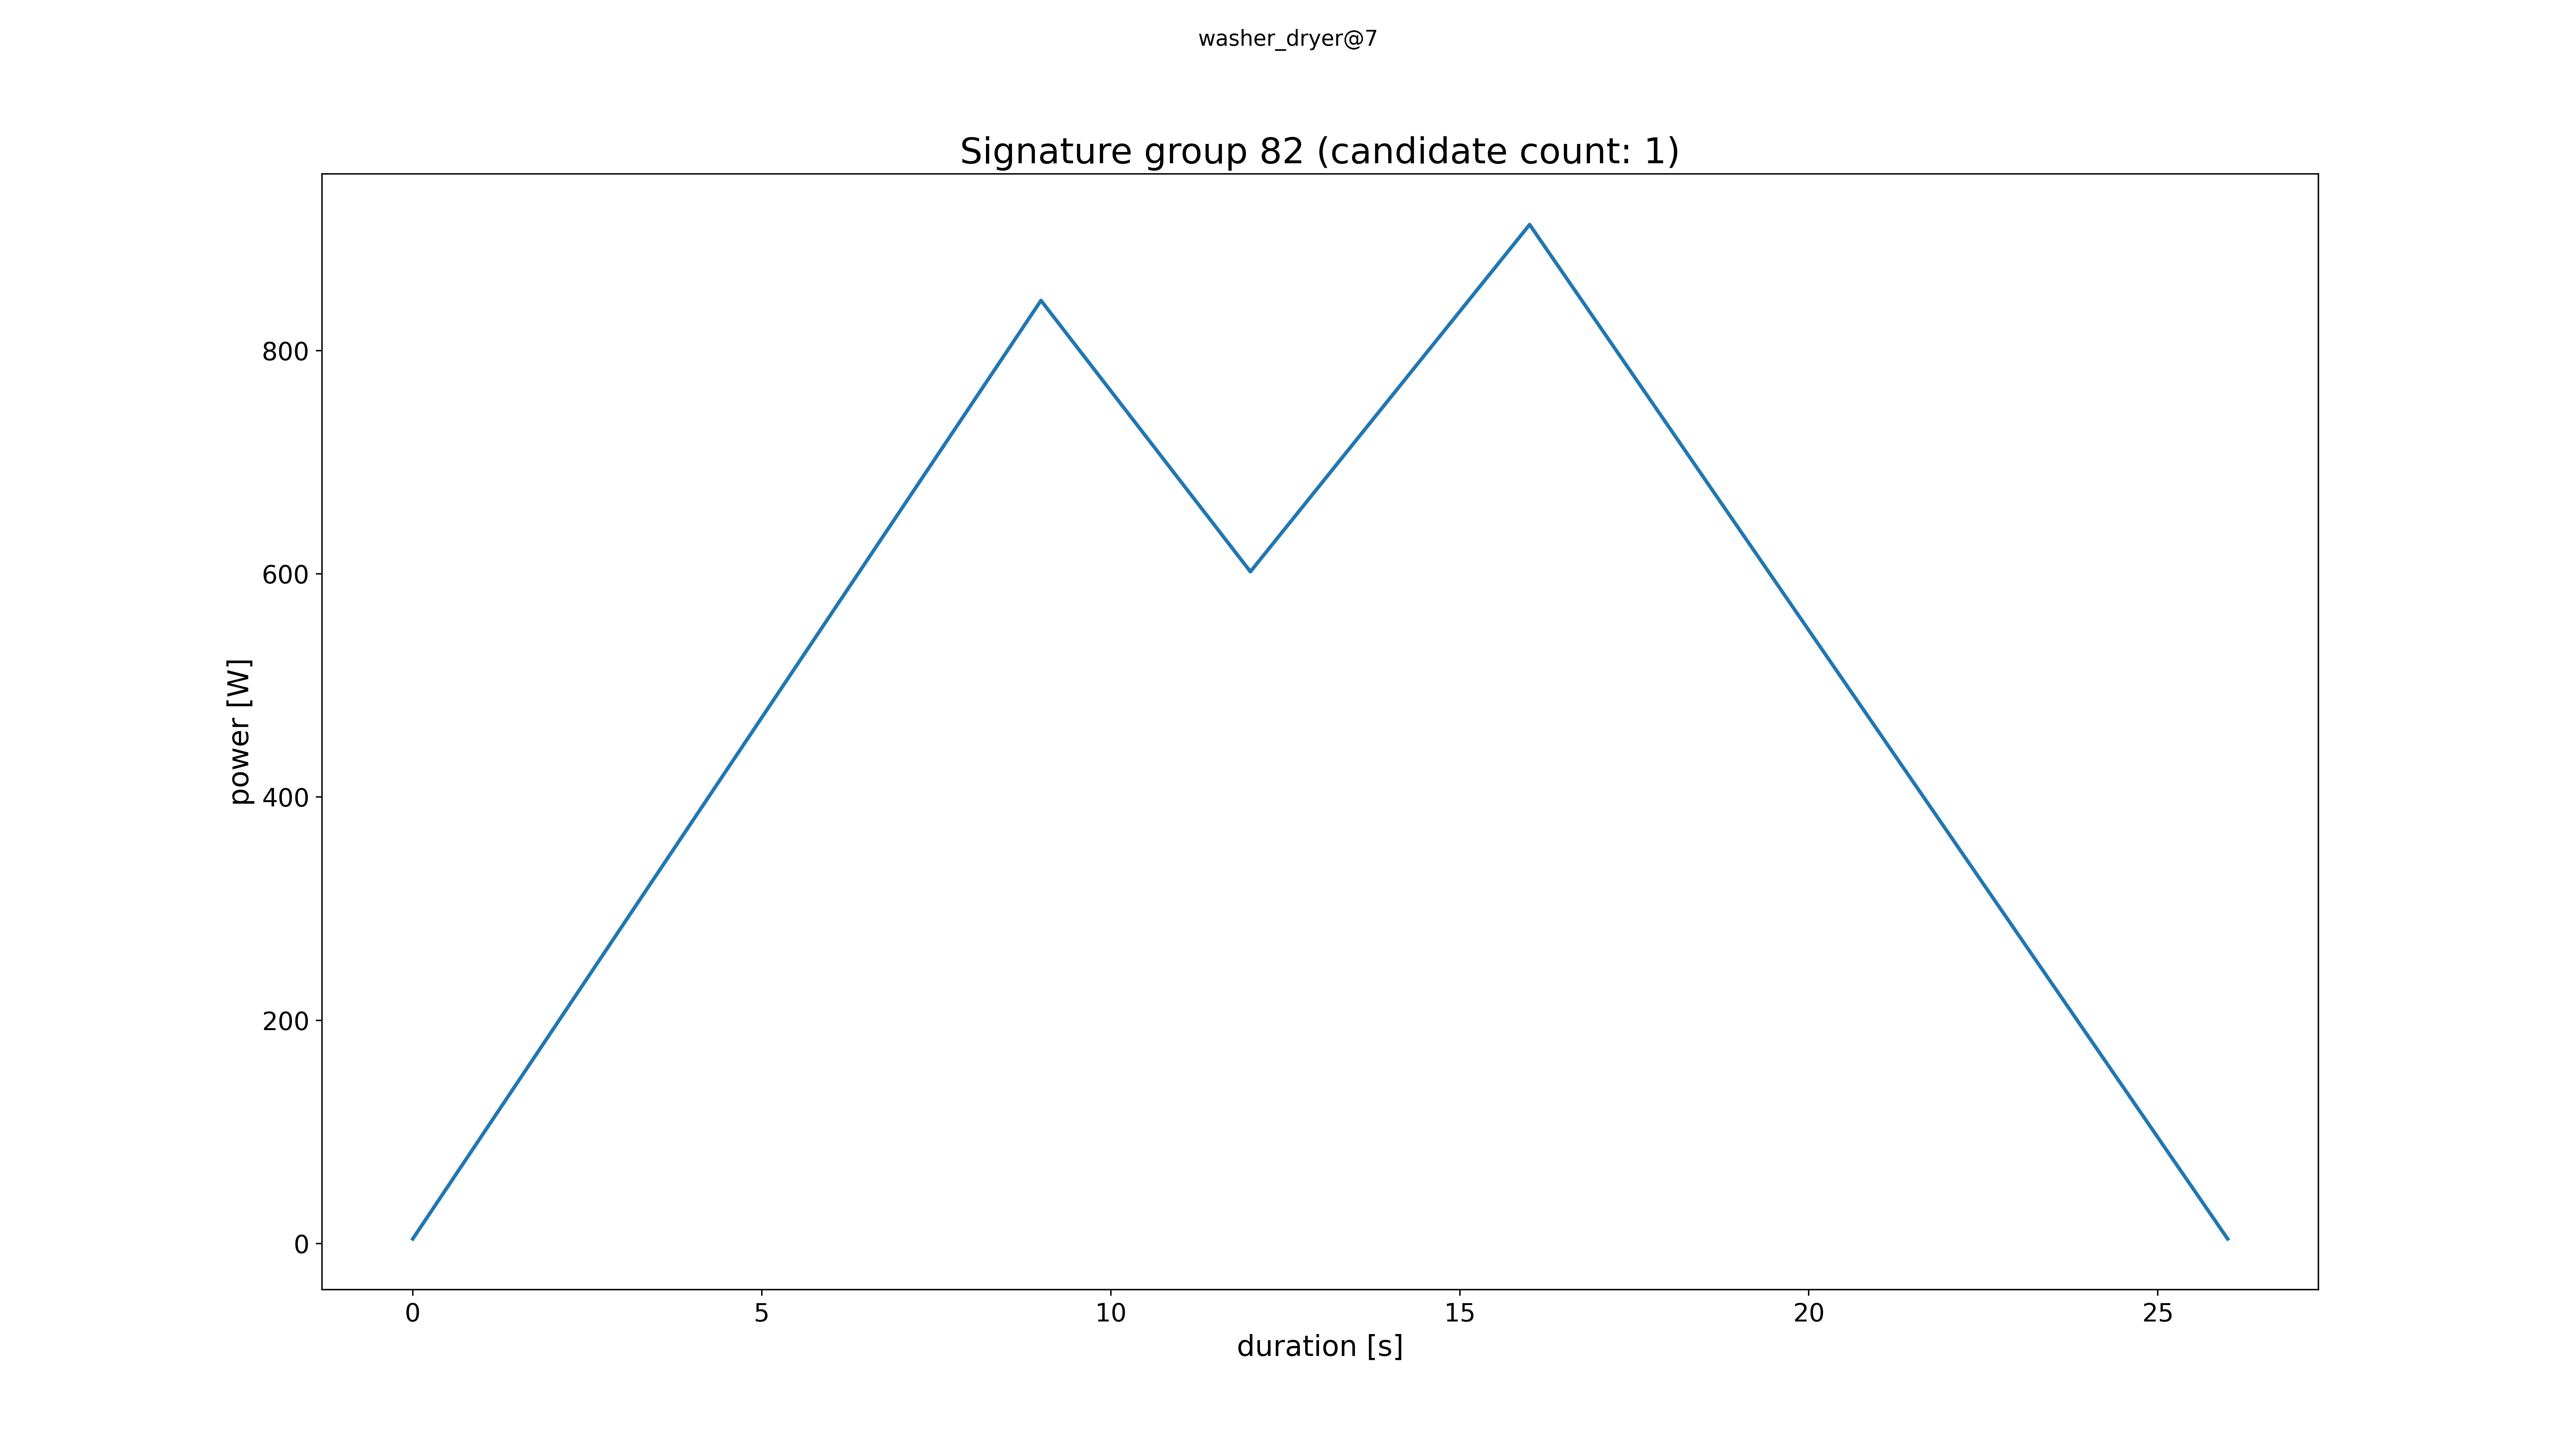 washer_dryer@7
Signature group 82 (candidate count: 1)
power [W]
800
600
400
200
0
0 5 10 15 20 25
duration [s]